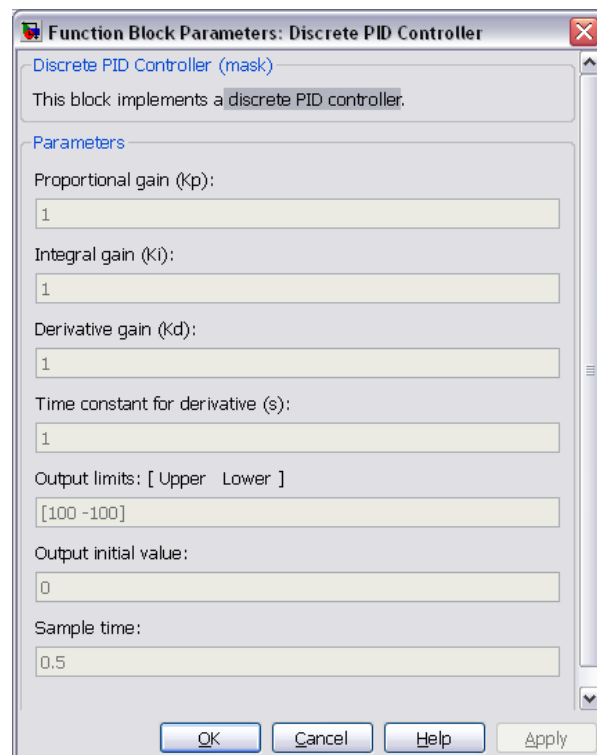 Function Block Parameters: Discrete PID Controller
Discrete PID Controller (mask)
This block implements a discrete PID controller.
Parameters
Proportional gain (Kp):
1
Integral gain (Ki):
1
Derivative gain (Kd):
1
Time constant for derivative (s):
1
Output limits: [ Upper Lower ]
[100 -100]
Output initial value:
0
Sample time:
0.5
OK Cancel Help Apply